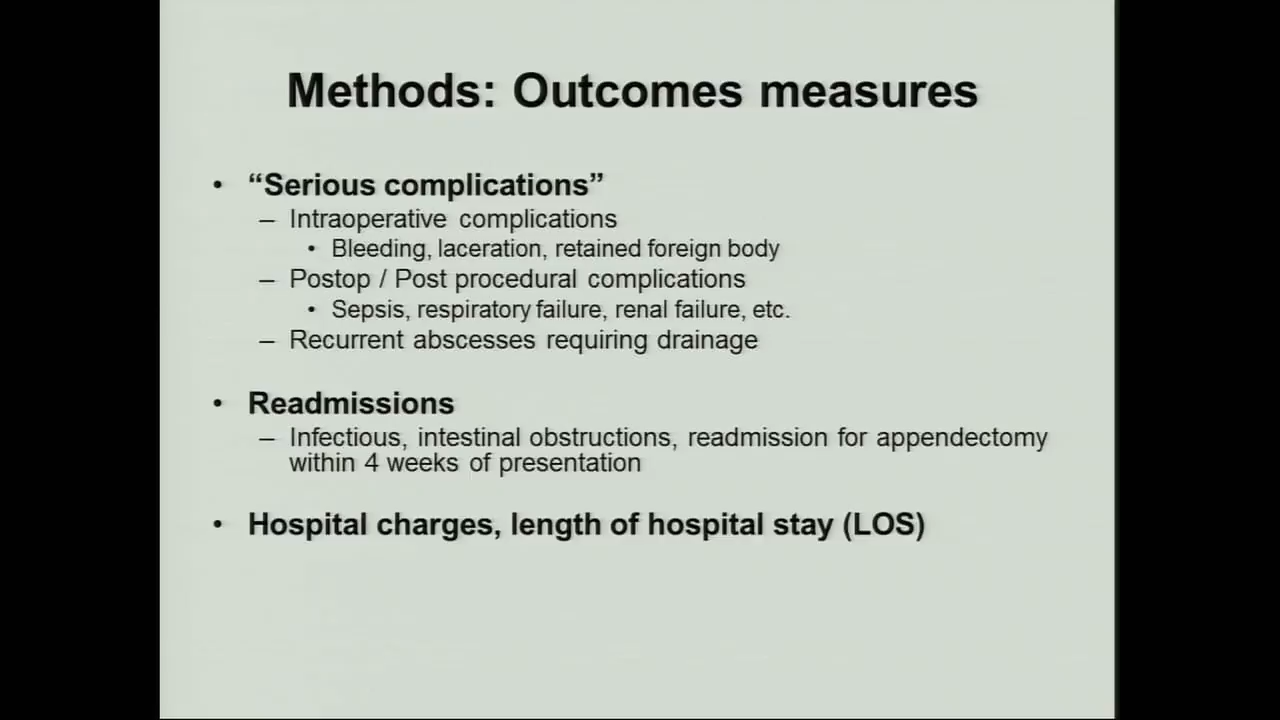 Methods: Outcomes measures
• “Serious complications”
– Intraoperative complications
• Bleeding, laceration, retained foreign body
– Postop / Post procedural complications
• Sepsis, respiratory failure, renal failure, etc.
– Recurrent abscesses requiring drainage
• Readmissions
– Infectious, intestinal obstructions, readmission for appendectomy
within 4 weeks of presentation
• Hospital charges, length of hospital stay (LOS)